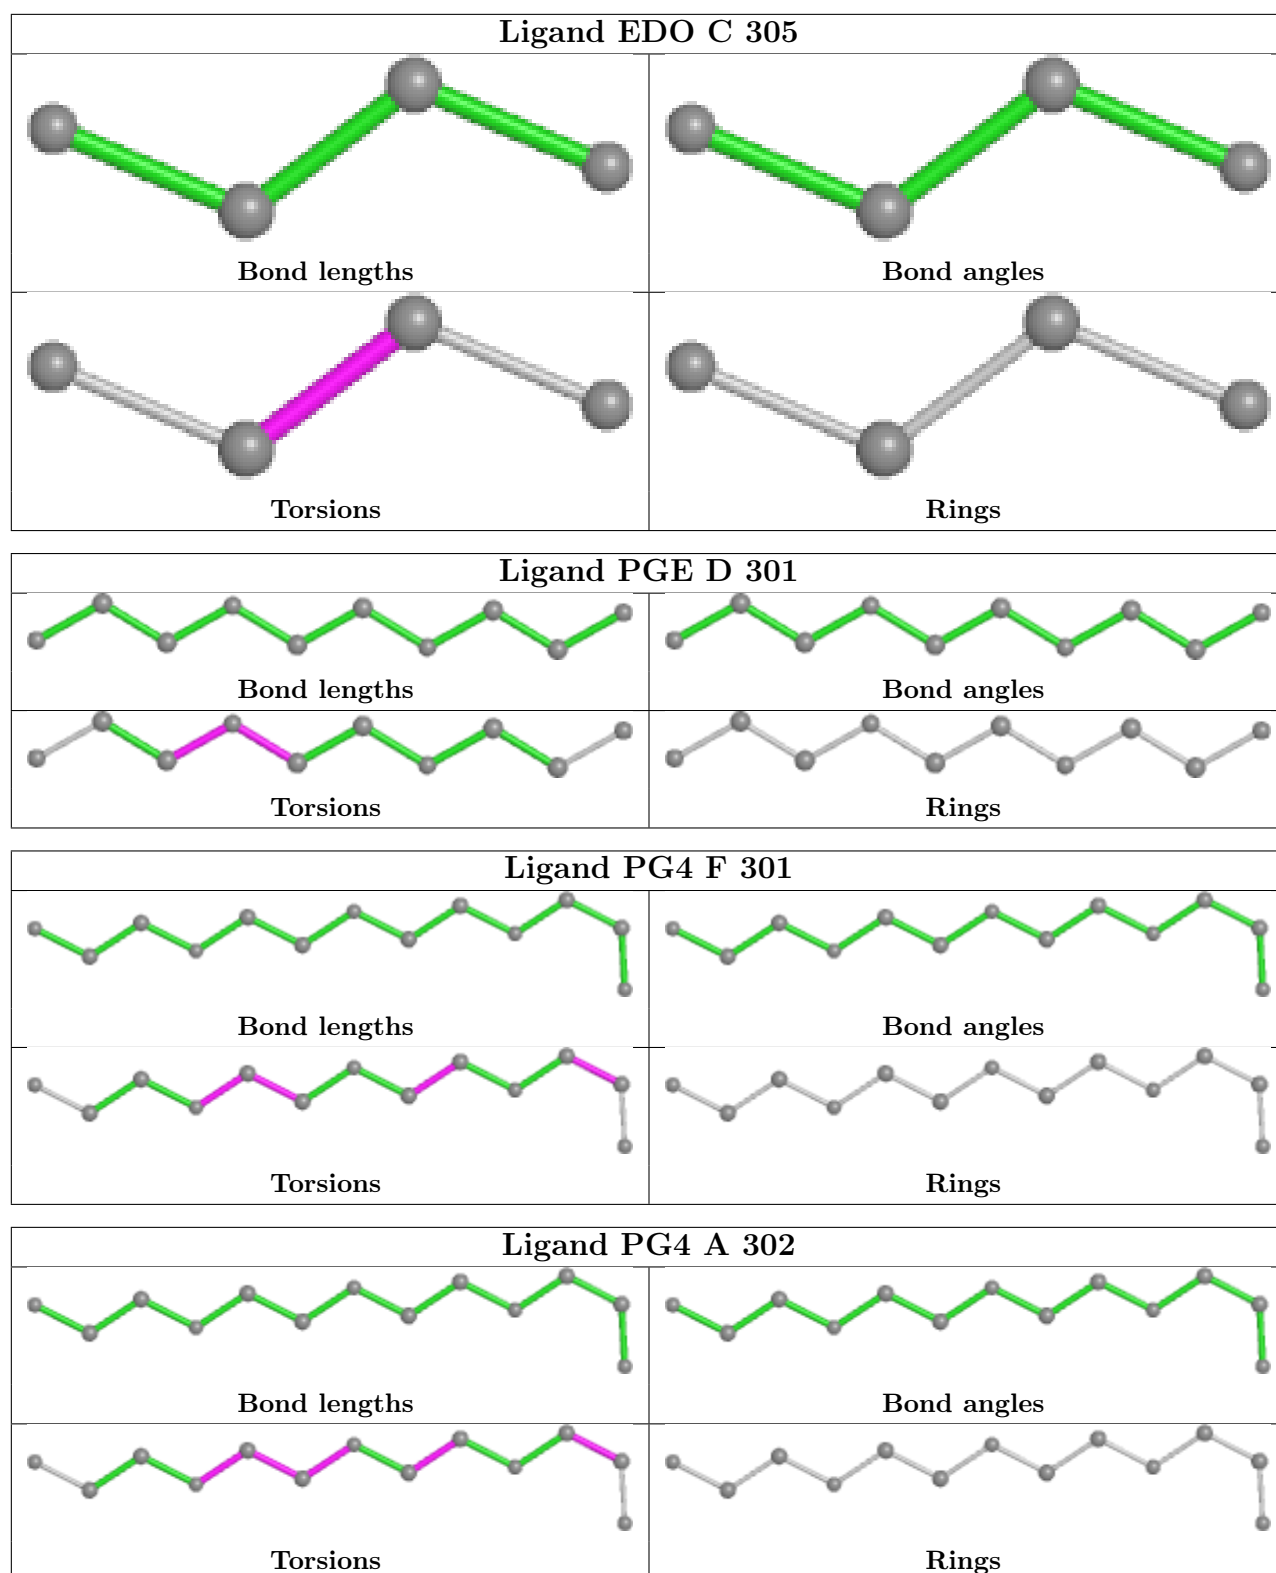 Ligand EDO C 305
Bond lengths
Bond angles
Torsions
Rings
Ligand PGE D 301
Bond lengths
Bond angles
Torsions
Rings
Ligand PG4 F 301
Bond lengths
Bond angles
Torsions
Rings
Ligand PG4 A 302
Bond lengths
Bond angles
Torsions
Rings